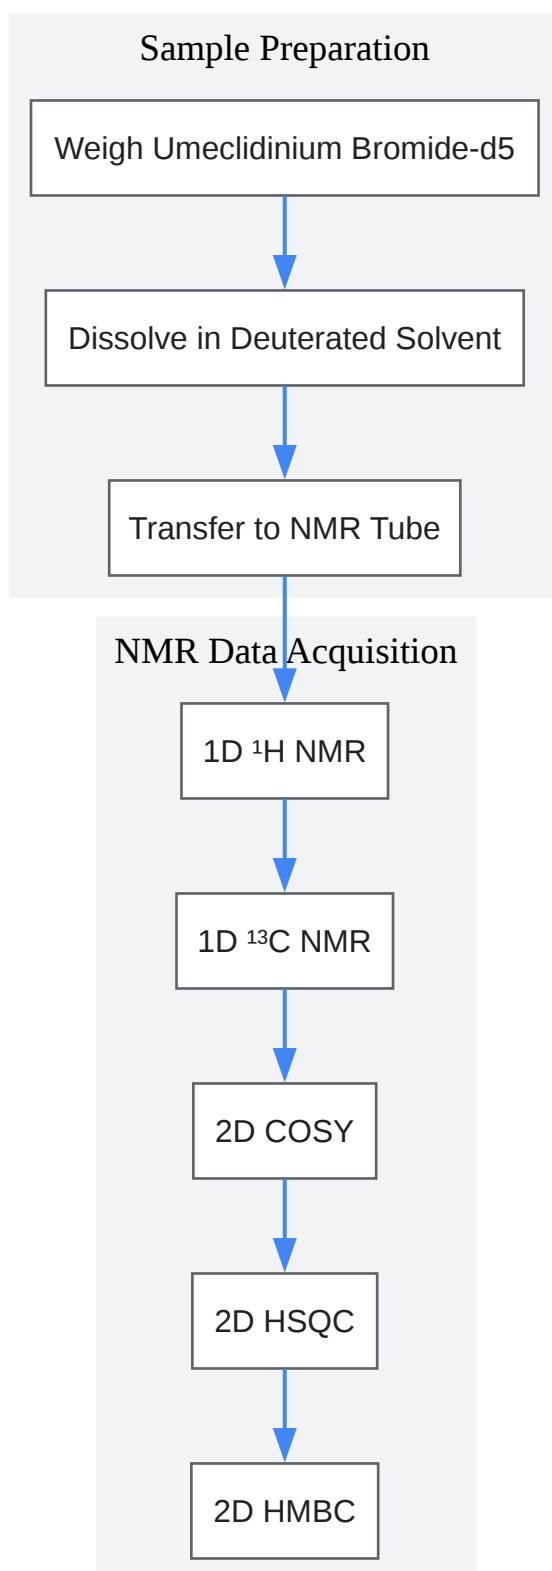 Sample Preparation
Weigh Umeclidinium Bromide-d5
Dissolve in Deuterated Solvent
Transfer to NMR Tube
NMR Data Acquisition
1D ¹H NMR
1D ¹³C NMR
2D COSY
2D HSQC
2D HMBC